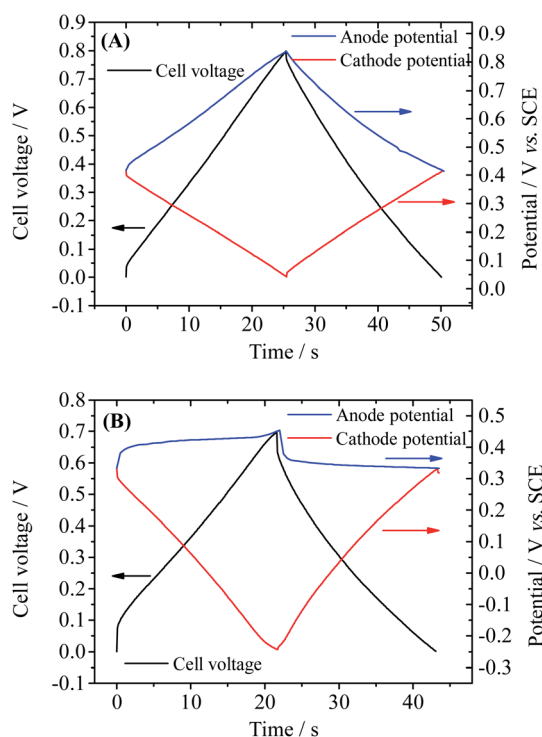 (A)
Anode potential
Cathode potential
Cell voltage
0.8
0.7
0.6
0.5
0.4
0.3
0.2
0.1
0.0
-0.1
Cell voltage / V
0.9
0.8
0.7
0.6
0.5
0.4
0.3
0.2
0.1
0.0
Potential / V vs. SCE
0 10 20 30 40 50
Time / s
(B)
Anode potential
Cathode potential
Cell voltage
0.8
0.7
0.6
0.5
0.4
0.3
0.2
0.1
0.0
-0.1
Cell voltage / V
0.5
0.4
0.3
0.2
0.1
0.0
-0.1
-0.2
-0.3
Potential / V vs. SCE
0 10 20 30 40
Time / s